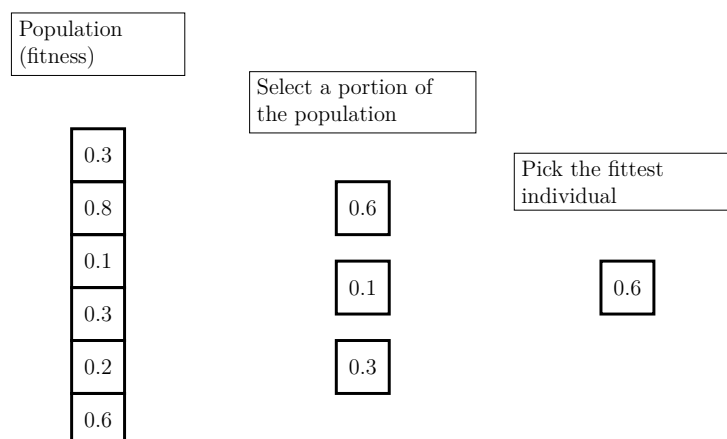 Population
(fitness)
Select a portion of
the population
Pick the fittest
individual
0.3
0.8
0.1
0.3
0.2
0.6
0.6
0.1
0.3
0.6